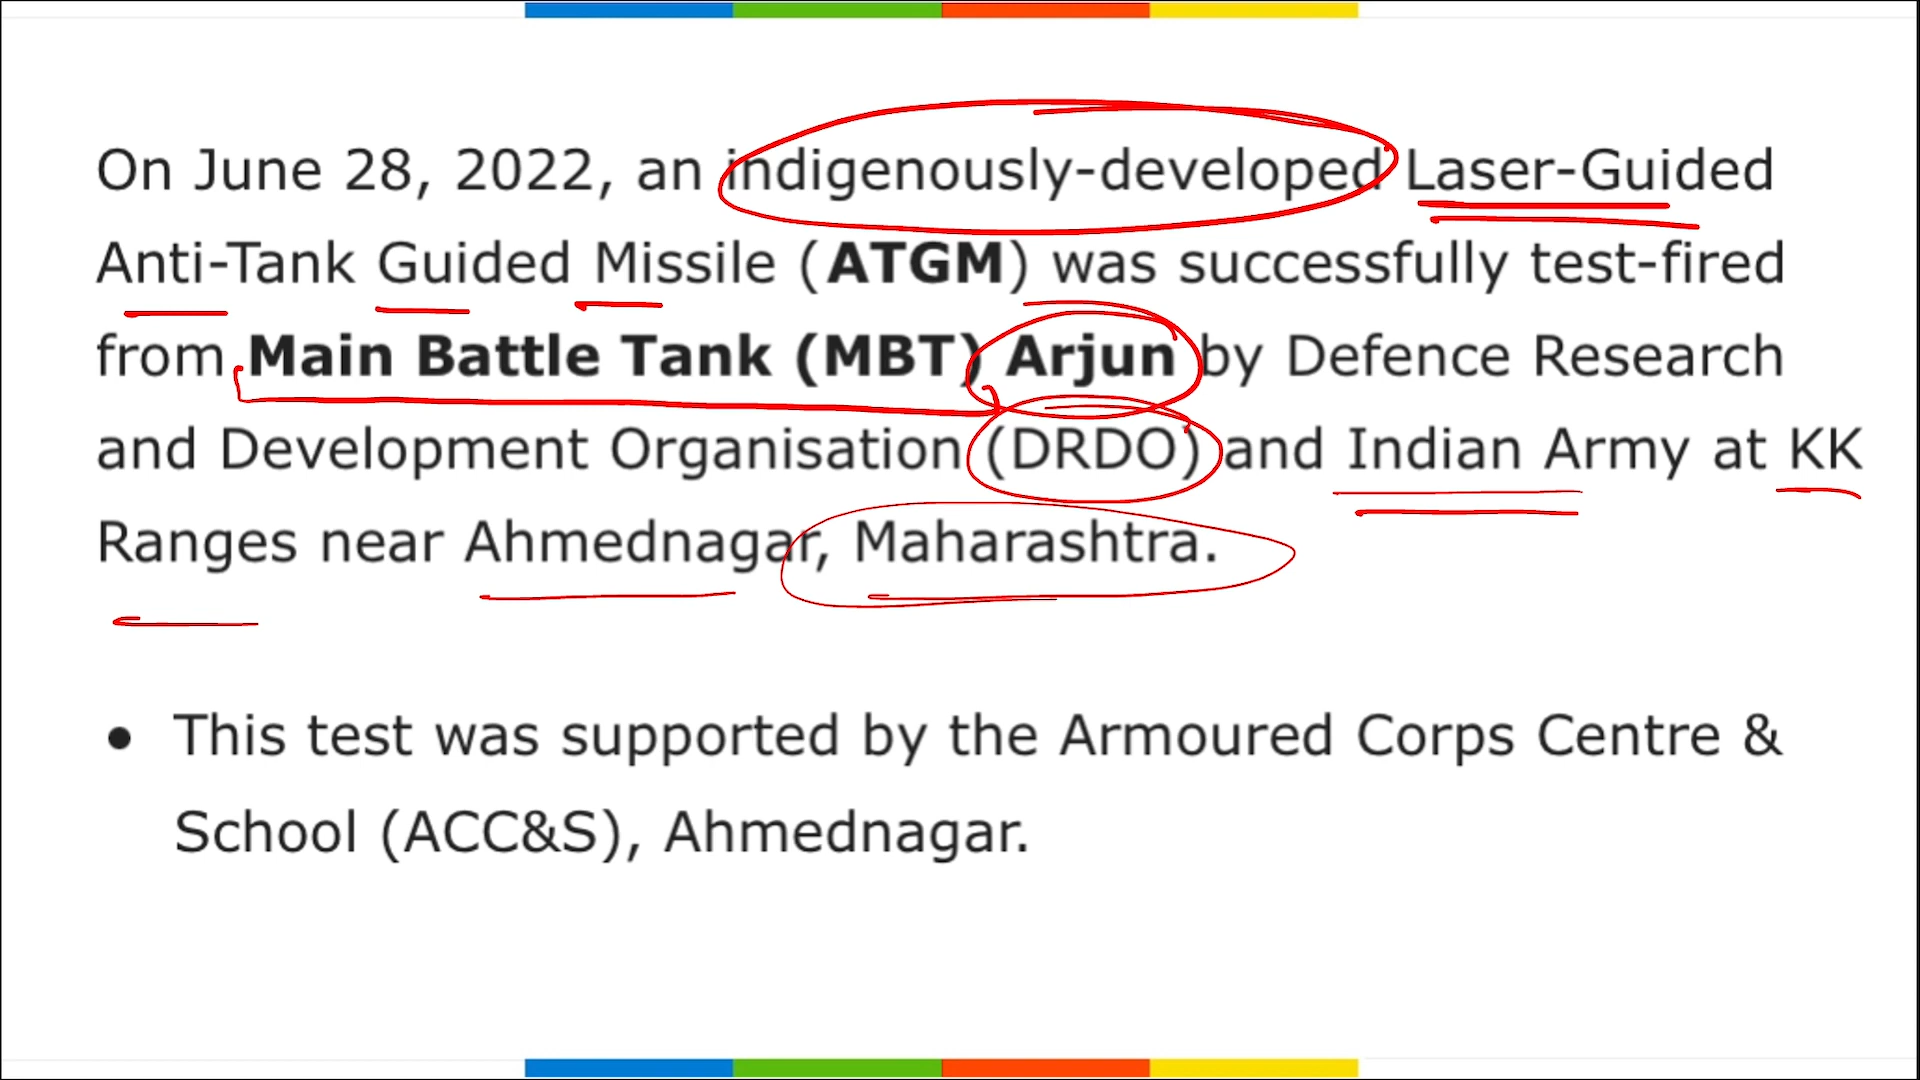 On June 28, 2022, an indigenously-developed Laser-Guided
Anti-Tank Guided Missile (ATGM) was successfully test-fired
from Main Battle Tank (MBT) Arjun by Defence Research
and Development Organisation (DRDO) and Indian Army at KK
Ranges near Ahmednagar, Maharashtra.
• This test was supported by the Armoured Corps Centre &
School (ACC&S), Ahmednagar.